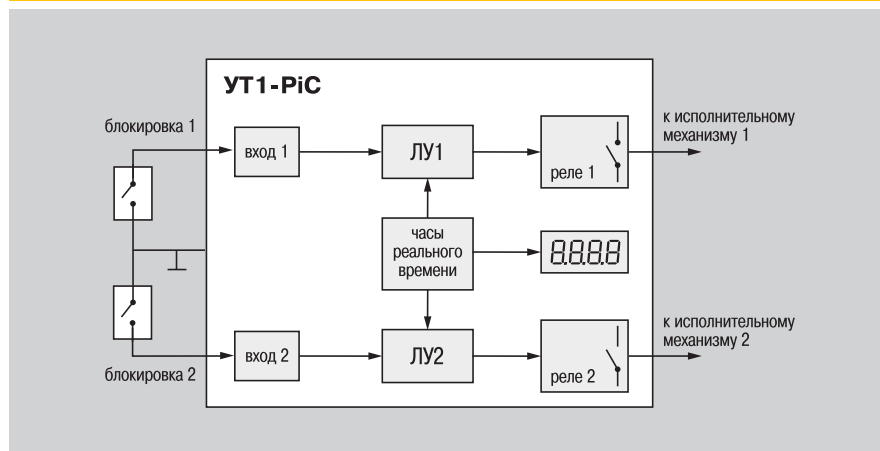 УТ1-PiC
блокировка 1
вход 1
ЛУ1
реле 1
к исполнительному
механизму 1
часы
реального
времени
8.8.8.8
блокировка 2
вход 2
ЛУ2
реле 2
к исполнительному
механизму 2